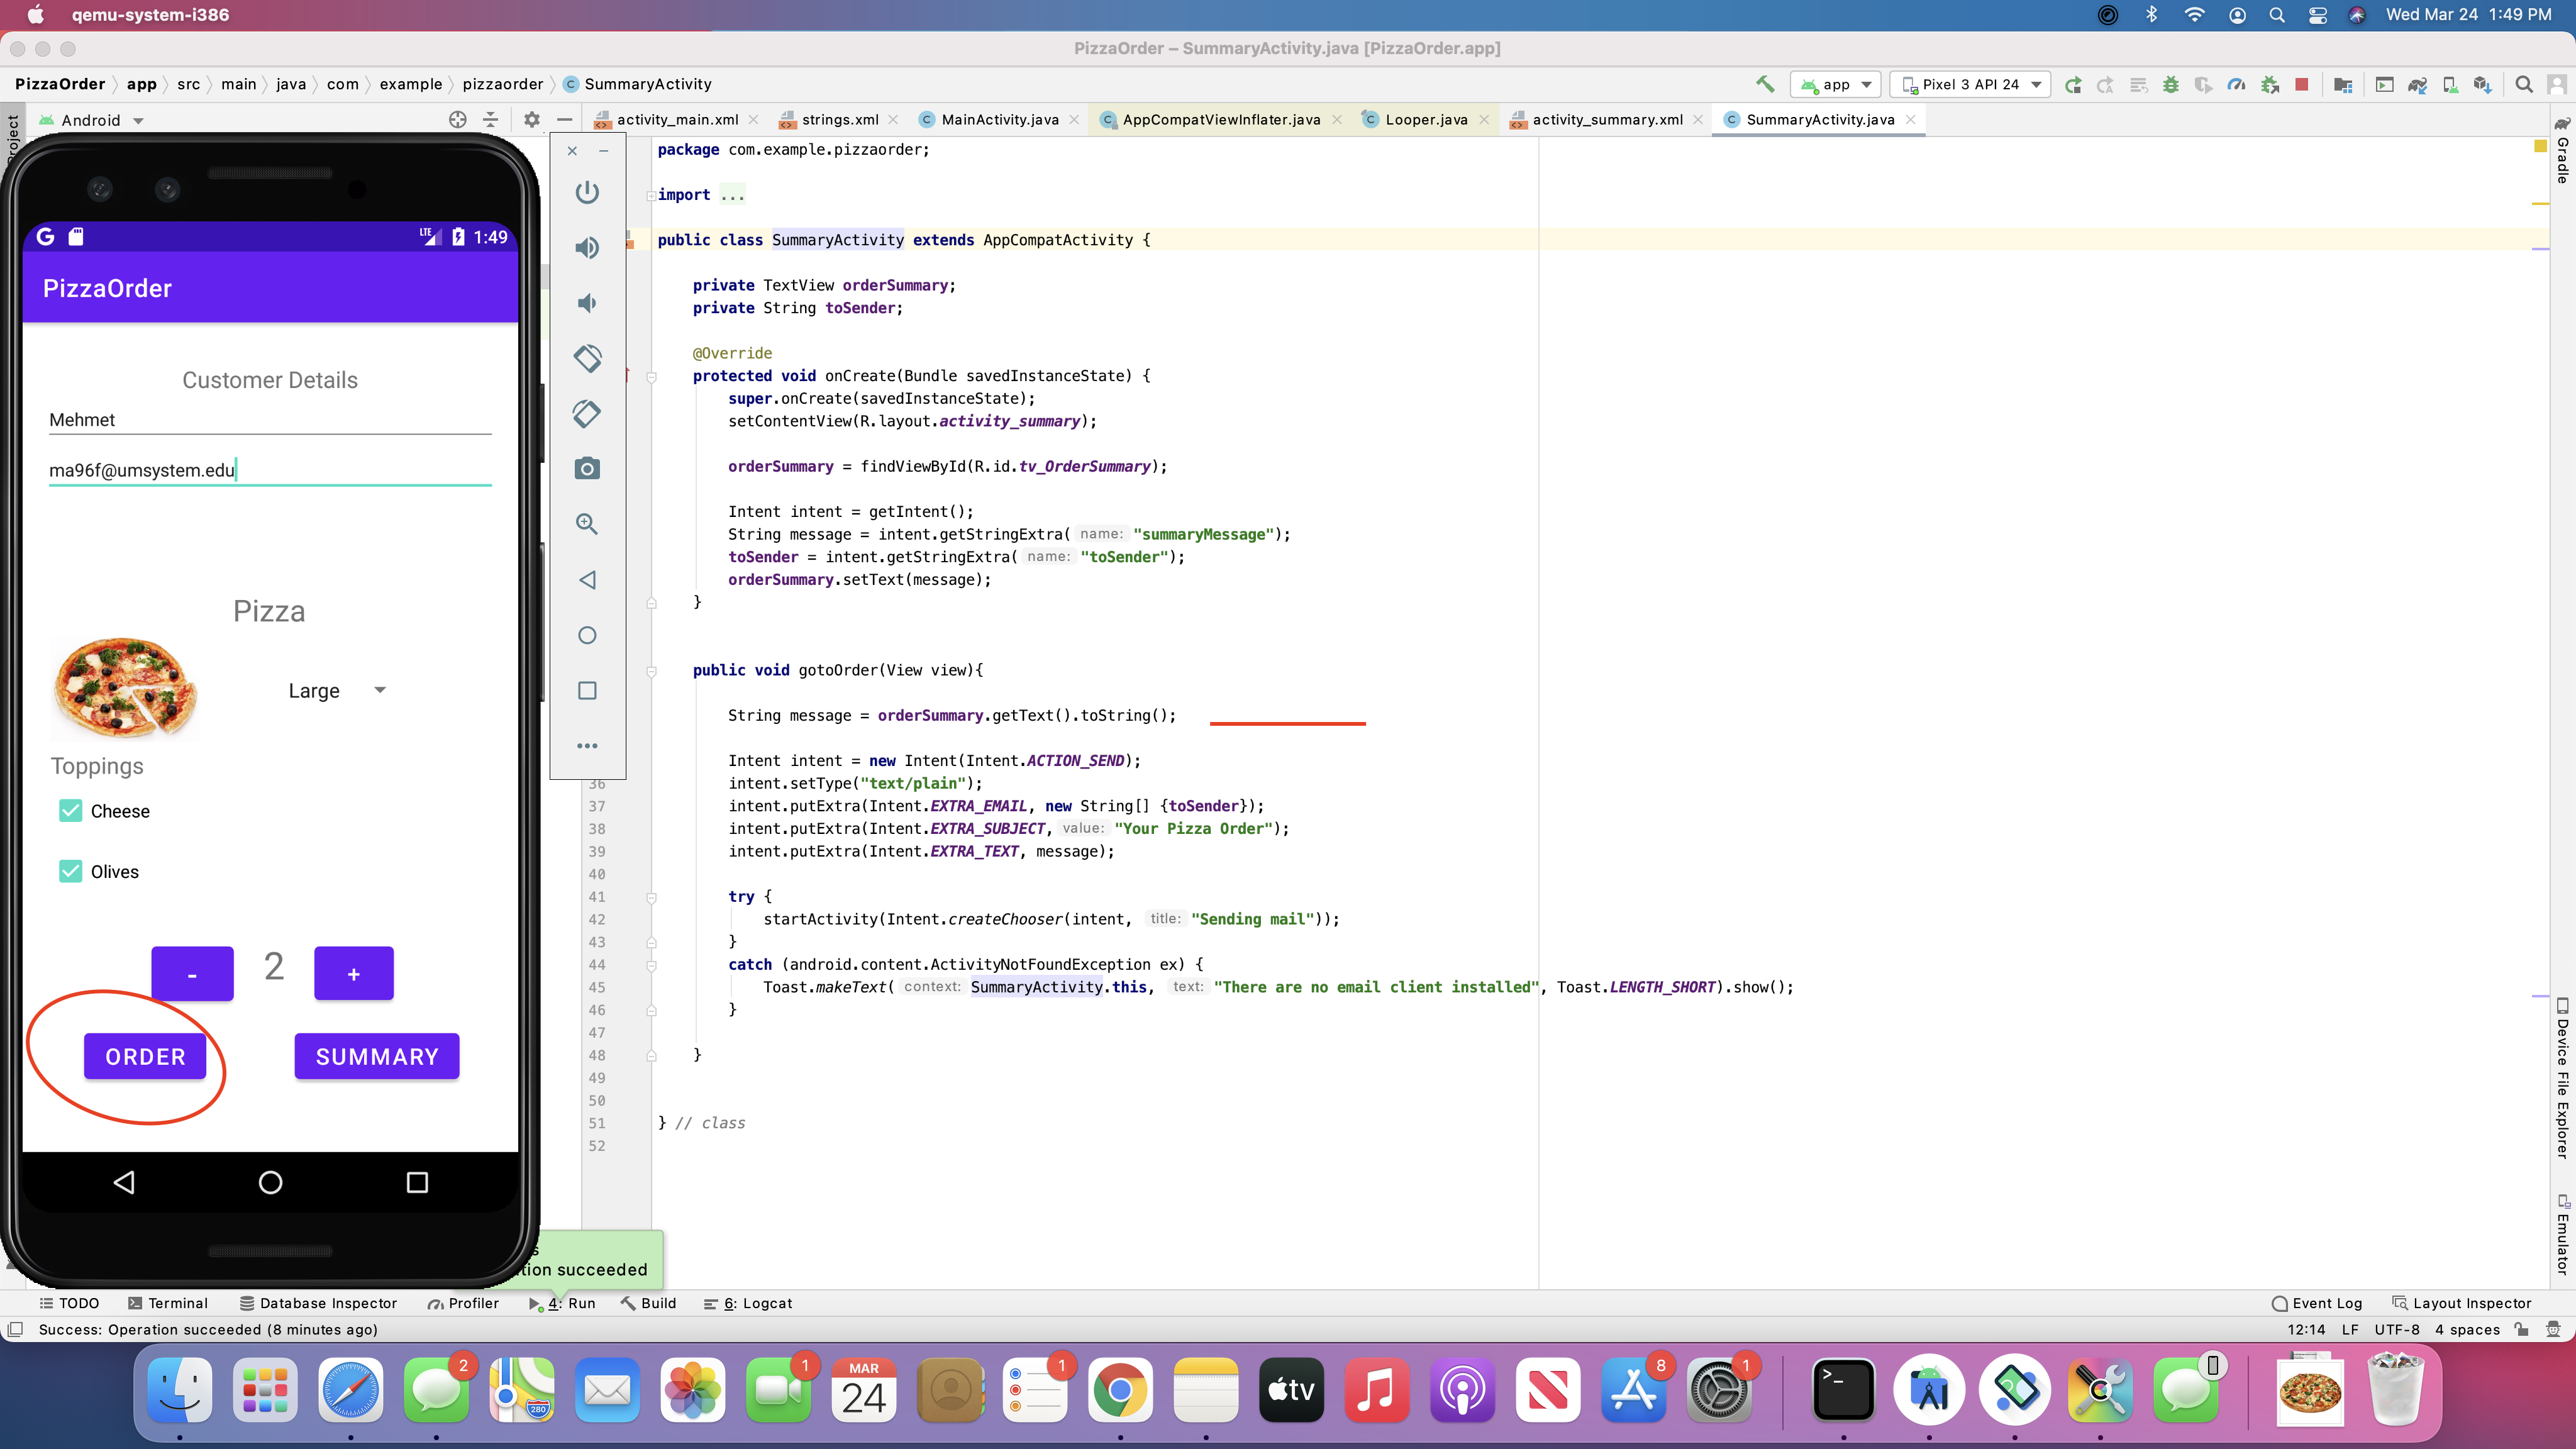 qemu-system-i386
Wed Mar 24 1:49 PM
PizzaOrder – SummaryActivity.java [PizzaOrder.app]
PizzaOrder app src main java com example pizzaorder SummaryActivity
app
Pixel 3 API 24
Project
Android
activity_main.xml strings.xml MainActivity.java AppCompatViewInflater.java Looper.java activity_summary.xml SummaryActivity.java
Gradle
LTE 1:49
PizzaOrder
Customer Details
Mehmet
ma96f@umsystem.edu
Pizza
Large
Toppings
Cheese
Olives
- 2 +
ORDER SUMMARY
package com.example.pizzaorder;
import ...
public class SummaryActivity extends AppCompatActivity {
private TextView orderSummary;
private String toSender;
@Override
protected void onCreate(Bundle savedInstanceState) {
super.onCreate(savedInstanceState);
setContentView(R.layout.activity_summary);
orderSummary = findViewById(R.id.tv_OrderSummary);
Intent intent = getIntent();
String message = intent.getStringExtra( name: "summaryMessage");
toSender = intent.getStringExtra( name: "toSender");
orderSummary.setText(message);
}
public void gotoOrder(View view){
String message = orderSummary.getText().toString();
Intent intent = new Intent(Intent.ACTION_SEND);
36 intent.setType("text/plain");
37 intent.putExtra(Intent.EXTRA_EMAIL, new String[] {toSender});
38 intent.putExtra(Intent.EXTRA_SUBJECT, value: "Your Pizza Order");
39 intent.putExtra(Intent.EXTRA_TEXT, message);
40
41 try {
42 startActivity(Intent.createChooser(intent, title: "Sending mail"));
43 }
44 catch (android.content.ActivityNotFoundException ex) {
45 Toast.makeText( context: SummaryActivity.this, text: "There are no email client installed", Toast.LENGTH_SHORT).show();
46 }
47
48 }
49
50
51 } // class
52
Device File Explorer
Emulator
tion succeeded
TODO Terminal Database Inspector Profiler 4: Run Build 6: Logcat Event Log Layout Inspector
Success: Operation succeeded (8 minutes ago)
12:14 LF UTF-8 4 spaces
2
280
1
MAR
24
1
tv
8
1
>_